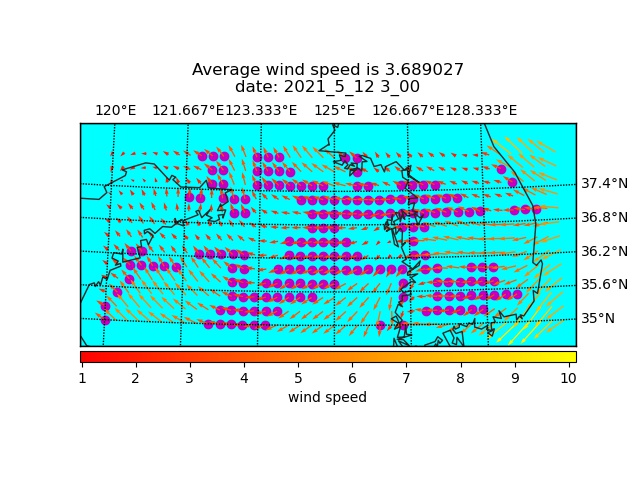 Average wind speed is 3.689027
date: 2021_5_12 3_00
120°E 121.667°E 123.333°E 125°E 126.667°E 128.333°E
37.4°N
36.8°N
36.2°N
35.6°N
35°N
1 2 3 4 5 6 7 8 9 10
wind speed